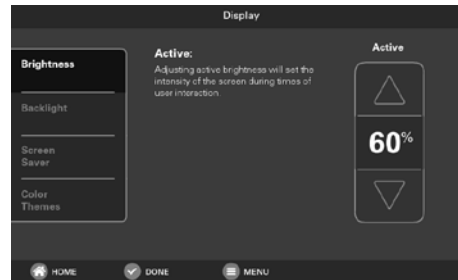 Display
Brightness
Backlight
Screen
Saver
Color
Themes
Active:
Adjusting active brightness will set the
intensity of the screen during times of
user interaction.
Active
60%
HOME
DONE
MENU